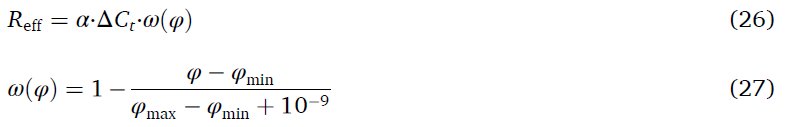 R_eff = α·ΔC_t·ω(φ) (26)
ω(φ) = 1 − (φ − φ_min) / (φ_max − φ_min + 10^−9) (27)